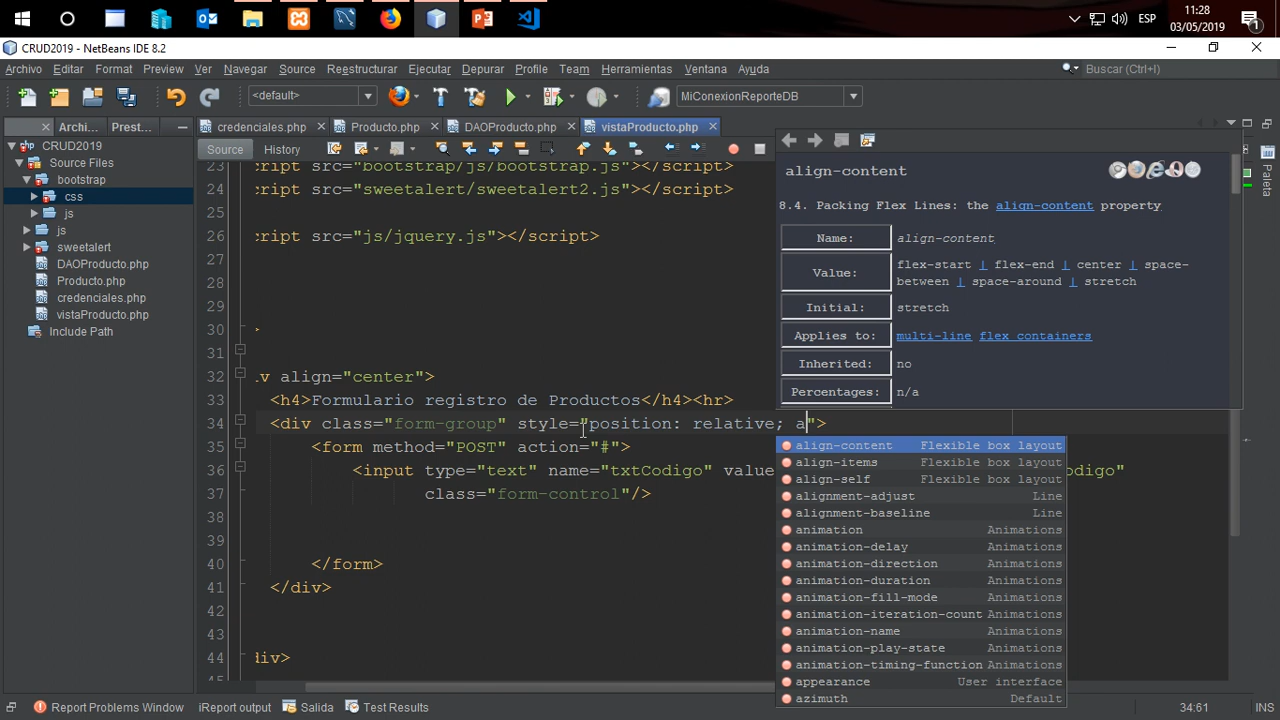 11:28
ESP
03/05/2019
1
CRUD2019 - NetBeans IDE 8.2
Archivo Editar Format Preview Ver Navegar Source Reestructurar Ejecutar Depurar Profile Team Herramientas Ventana Ayuda
Buscar (Ctrl+I)
<default>
MiConexionReporteDB
Archi... Prest...
credenciales.php Producto.php DAOProducto.php vistaProducto.php
Source History
CRUD2019
Source Files
bootstrap
css
js
js
sweetalert
DAOProducto.php
Producto.php
credenciales.php
vistaProducto.php
Include Path
Paleta
23 :ript src="bootstrap/js/bootstrap.js"></script>
24 :ript src="sweetalert/sweetalert2.js"></script>
25
26 :ript src="js/jquery.js"></script>
27
28
29
30 >
31
32 .v align="center">
33 <h4>Formulario registro de Productos</h4><hr>
34 <div class="form-group" style="position: relative; a">
35 <form method="POST" action="#">
36 <input type="text" name="txtCodigo" value odigo"
37 class="form-control"/>
38
39
40 </form>
41 </div>
42
43
44 div>
45
align-content
8.4. Packing Flex Lines: the align-content property
Name: align-content
Value: flex-start | flex-end | center | space-between | space-around | stretch
Initial: stretch
Applies to: multi-line flex containers
Inherited: no
Percentages: n/a
align-content Flexible box layout
align-items Flexible box layout
align-self Flexible box layout
alignment-adjust Line
alignment-baseline Line
animation Animations
animation-delay Animations
animation-direction Animations
animation-duration Animations
animation-fill-mode Animations
animation-iteration-count Animations
animation-name Animations
animation-play-state Animations
animation-timing-function Animations
appearance User interface
azimuth Default
Report Problems Window iReport output Salida Test Results
34:61 INS